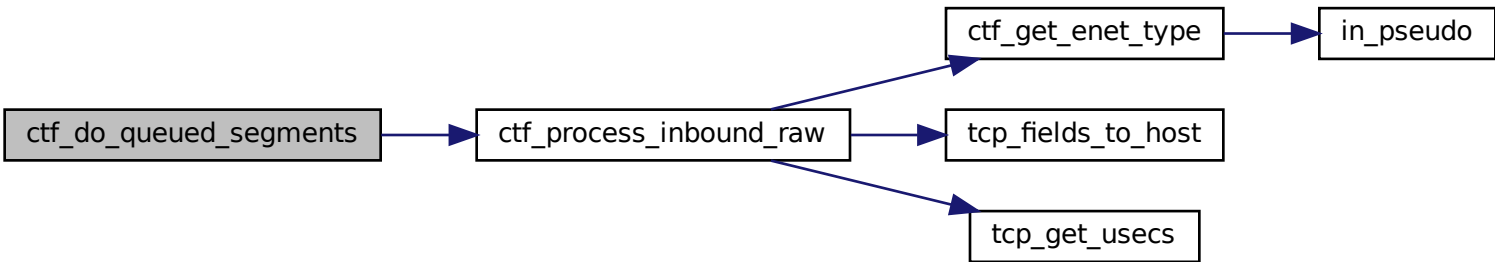 ctf_do_queued_segments
ctf_process_inbound_raw
ctf_get_enet_type
in_pseudo
tcp_fields_to_host
tcp_get_usecs